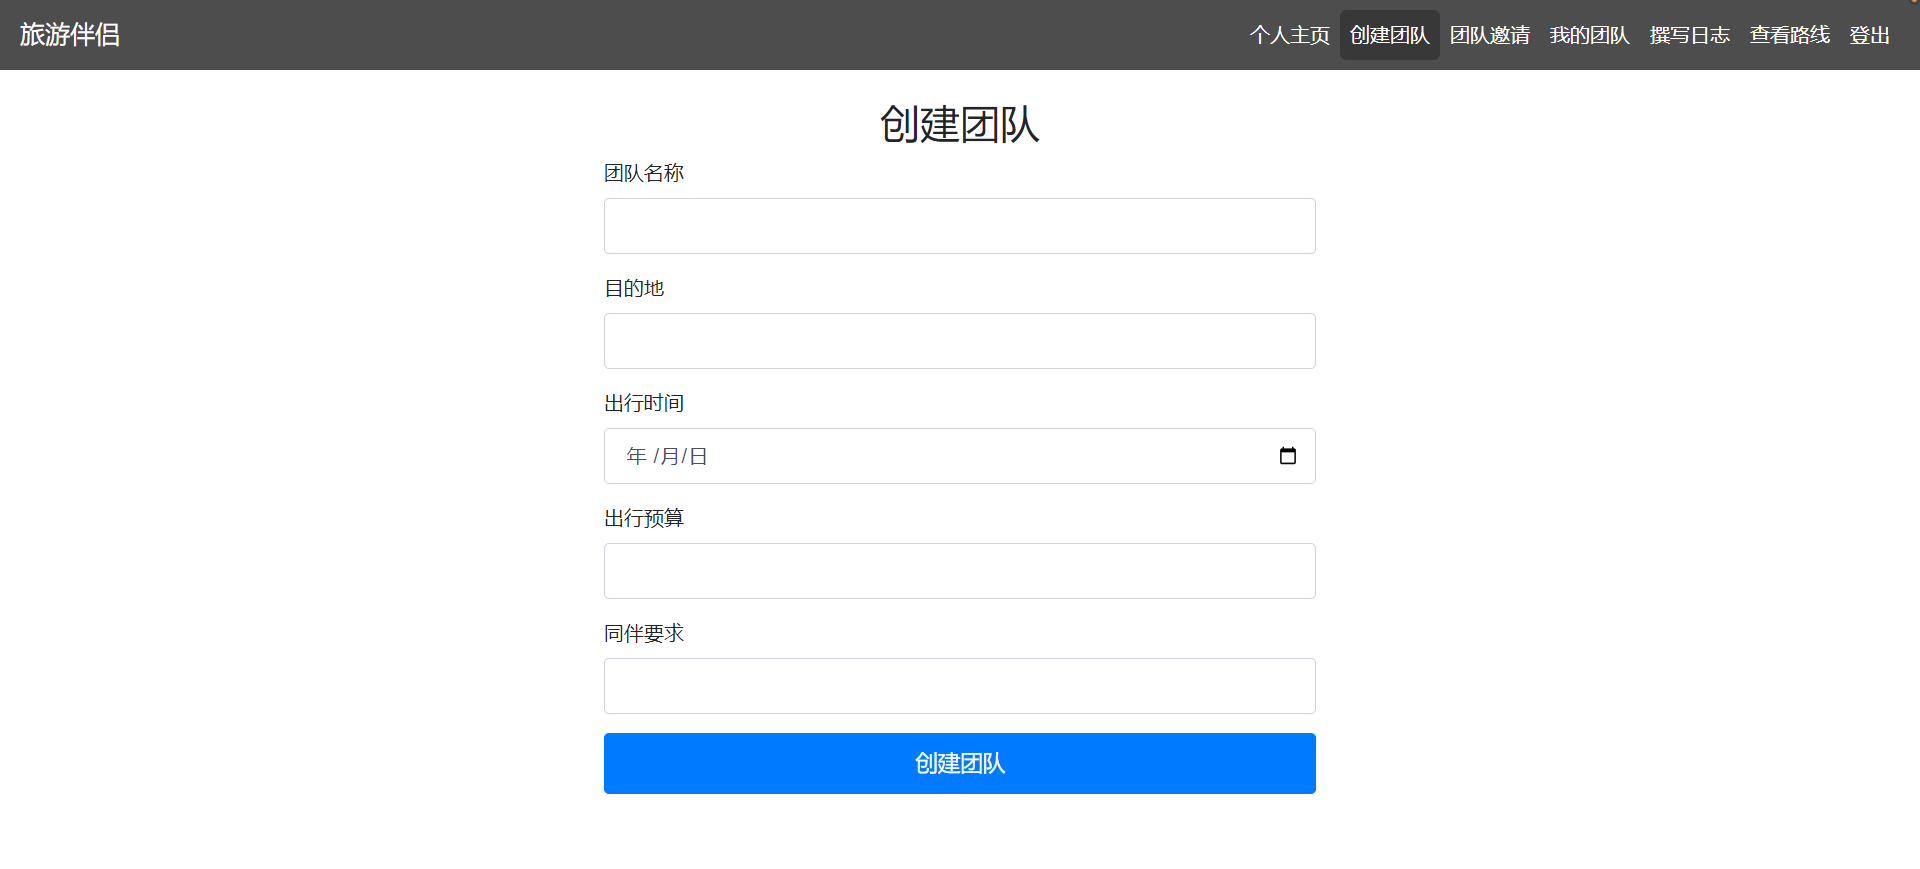 旅游伴侣 个人主页 创建团队 团队邀请 我的团队 撰写日志 查看路线 登出
创建团队
团队名称
目的地
出行时间
年 /月/日
出行预算
同伴要求
创建团队